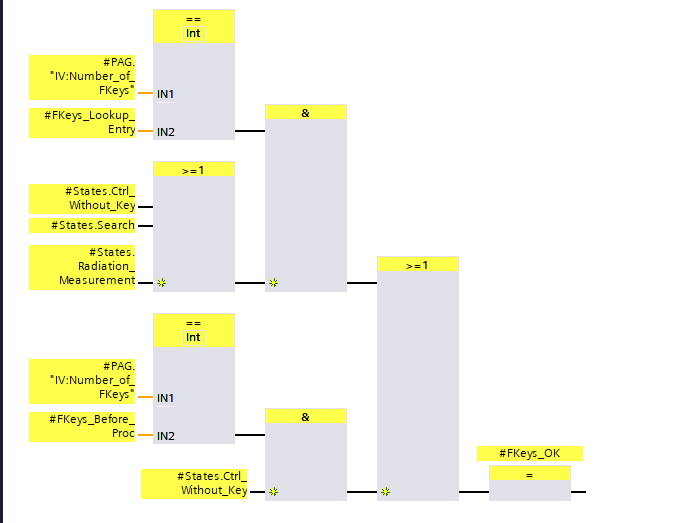 ==
Int
#PAG.
"IV:Number_of_
FKeys"
IN1
#FKeys_Lookup_
Entry
IN2
&
>=1
#States.Ctrl_
Without_Key
#States.Search
#States.
Radiation_
Measurement
>=1
==
Int
#PAG.
"IV:Number_of_
FKeys"
IN1
#FKeys_Before_
Proc
IN2
&
#States.Ctrl_
Without_Key
#FKeys_OK
=